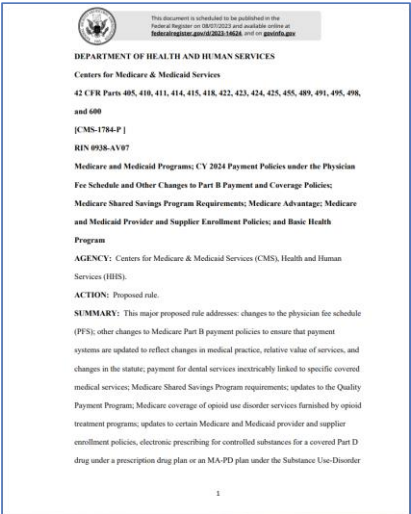 This document is scheduled to be published in the
Federal Register on 08/07/2023 and available online at
federalregister.gov/d/2023-14624, and on govinfo.gov
DEPARTMENT OF HEALTH AND HUMAN SERVICES
Centers for Medicare & Medicaid Services
42 CFR Parts 405, 410, 411, 414, 415, 418, 422, 423, 424, 425, 455, 489, 491, 495, 498,
and 600
[CMS-1784-P ]
RIN 0938-AV07
Medicare and Medicaid Programs; CY 2024 Payment Policies under the Physician
Fee Schedule and Other Changes to Part B Payment and Coverage Policies;
Medicare Shared Savings Program Requirements; Medicare Advantage; Medicare
and Medicaid Provider and Supplier Enrollment Policies; and Basic Health
Program
AGENCY: Centers for Medicare & Medicaid Services (CMS), Health and Human
Services (HHS).
ACTION: Proposed rule.
SUMMARY: This major proposed rule addresses: changes to the physician fee schedule
(PFS); other changes to Medicare Part B payment policies to ensure that payment
systems are updated to reflect changes in medical practice, relative value of services, and
changes in the statute; payment for dental services inextricably linked to specific covered
medical services; Medicare Shared Savings Program requirements; updates to the Quality
Payment Program; Medicare coverage of opioid use disorder services furnished by opioid
treatment programs; updates to certain Medicare and Medicaid provider and supplier
enrollment policies, electronic prescribing for controlled substances for a covered Part D
drug under a prescription drug plan or an MA-PD plan under the Substance Use-Disorder
1